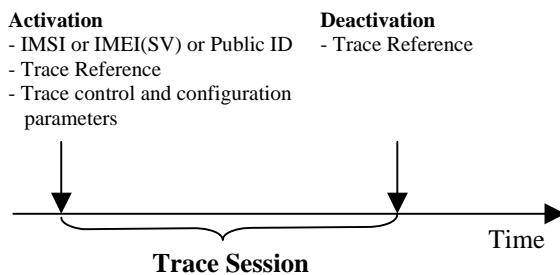 Activation
- IMSI or IMEI(SV) or Public ID
- Trace Reference
- Trace control and configuration
parameters
Deactivation
- Trace Reference
Time
Trace Session